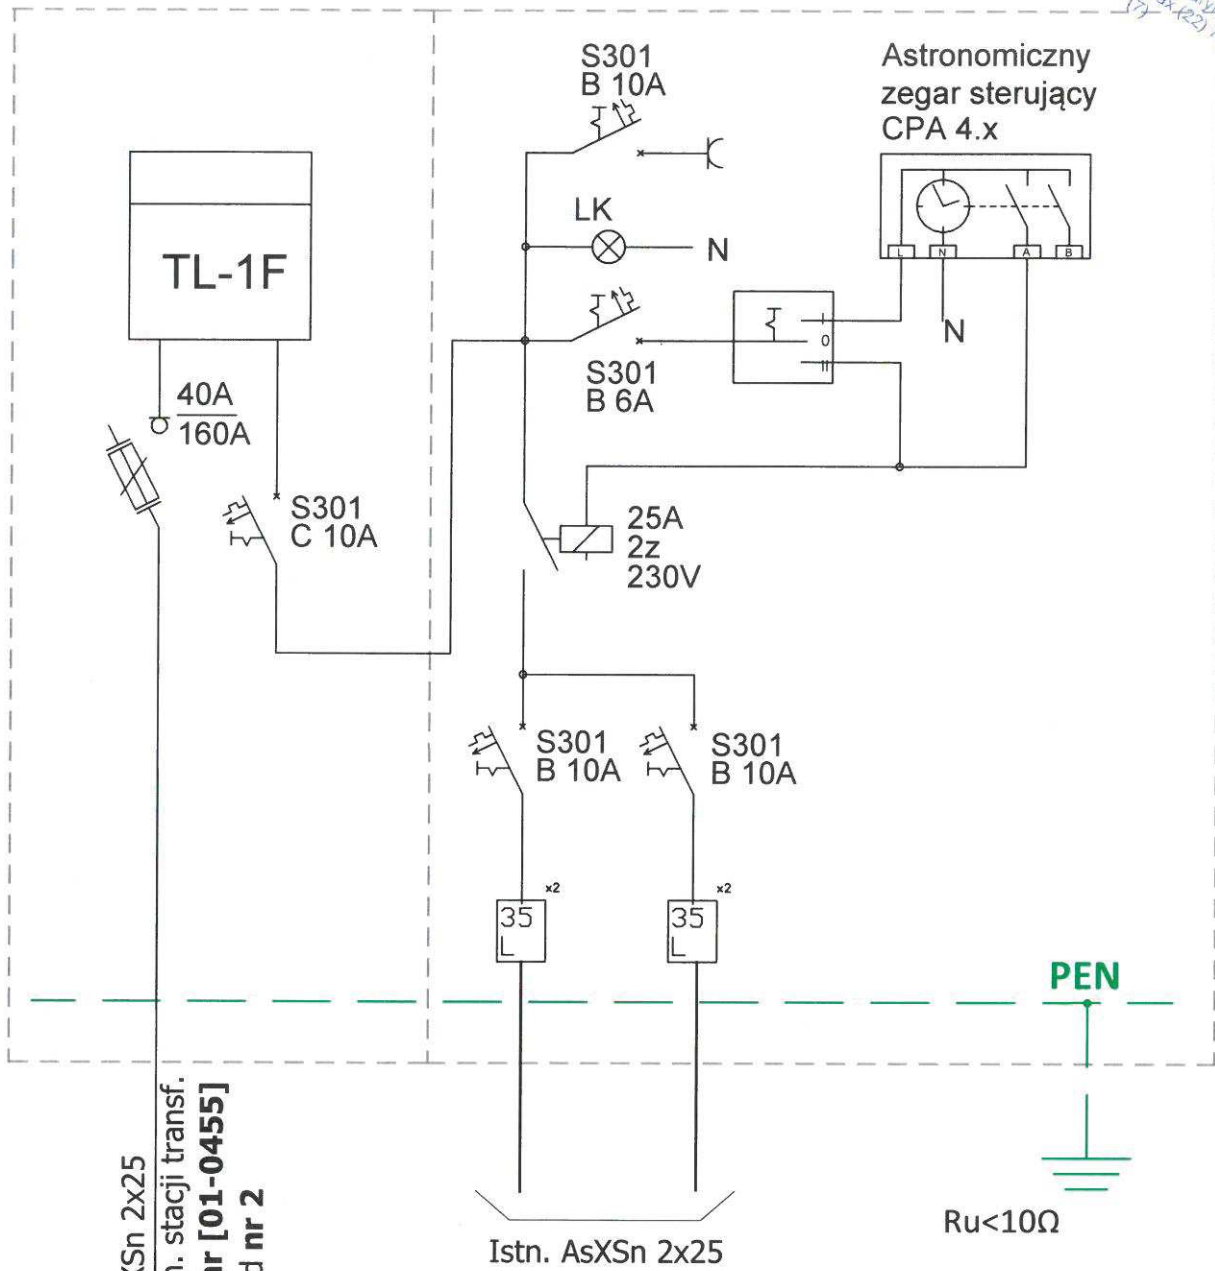 S301
B 10A
Astronomiczny
zegar sterujący
CPA 4.x
LK
N
TL-1F
L
N
A
B
N
I
0
II
S301
B 6A
40A
160A
S301
C 10A
25A
2z
230V
S301
B 10A
S301
B 10A
x2
35
L
x2
35
L
PEN
2x25
stacji transf.
[01-0455]
nr 2
Istn. AsXSn 2x25
Ru<10Ω